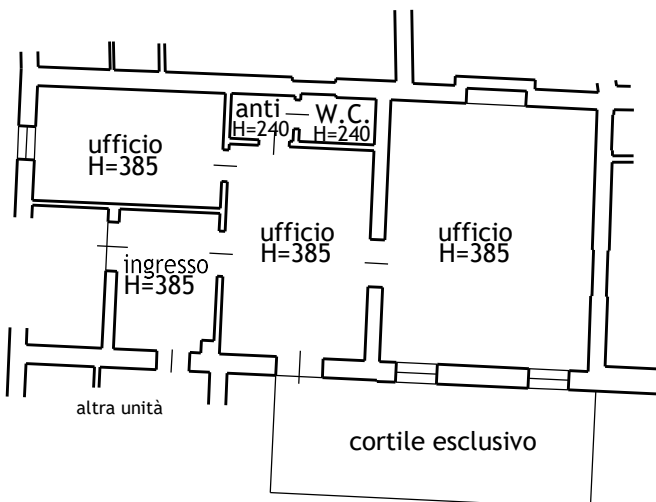 anti
H=240
W.C.
H=240
ufficio
H=385
ufficio
H=385
ufficio
H=385
ingresso
H=385
altra unità
cortile esclusivo